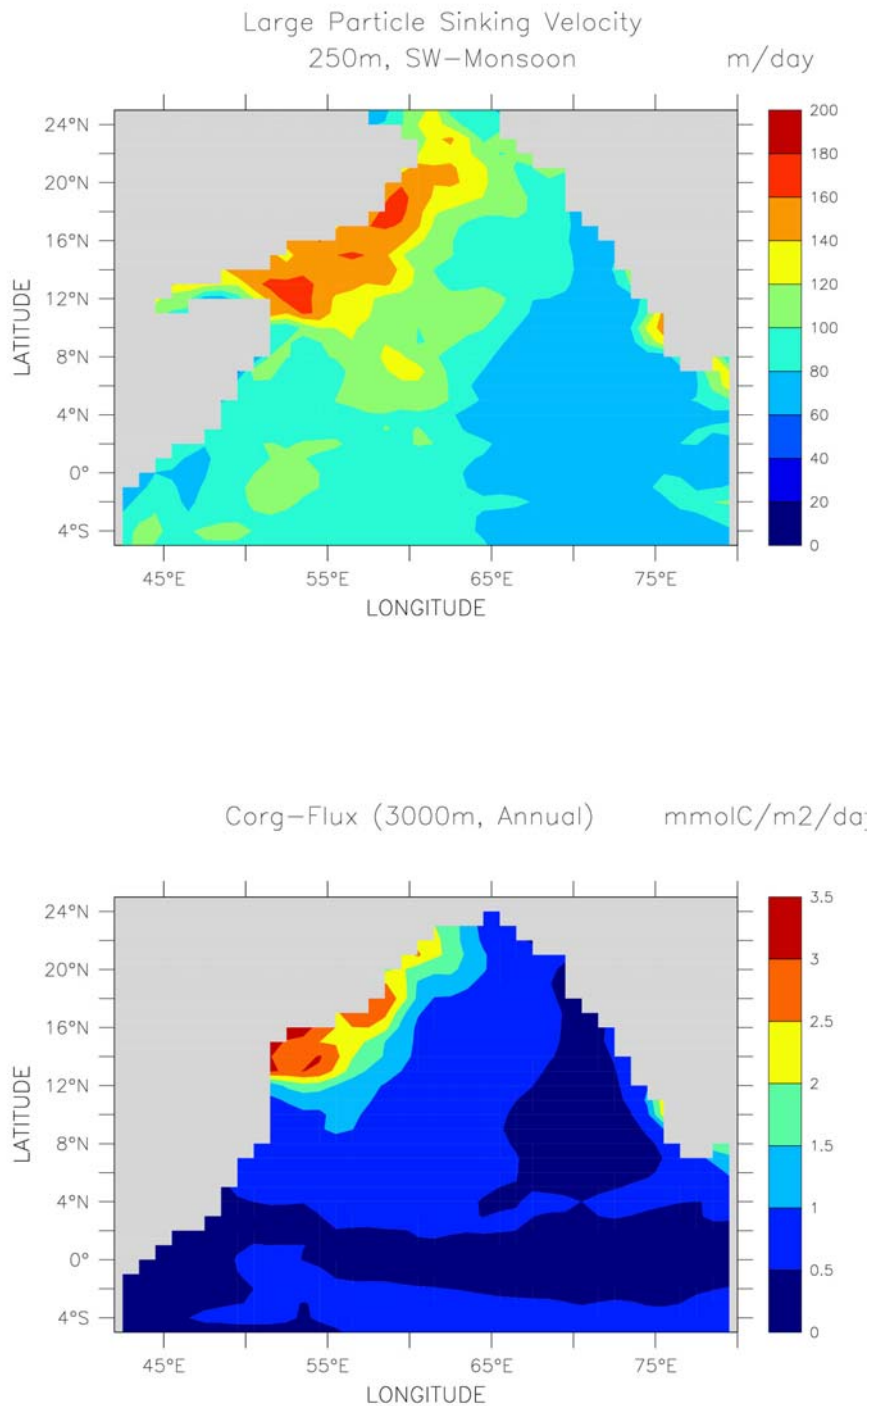 Large Particle Sinking Velocity
250m, SW-Monsoon m/day
24°N
20°N
16°N
12°N
8°N
4°N
0°
4°S
LATITUDE
45°E 55°E 65°E 75°E
LONGITUDE
200
180
160
140
120
100
80
60
40
20
0
Corg-Flux (3000m, Annual) mmolC/m2/da
24°N
20°N
16°N
12°N
8°N
4°N
0°
4°S
LATITUDE
45°E 55°E 65°E 75°E
LONGITUDE
3.5
3
2.5
2
1.5
1
0.5
0